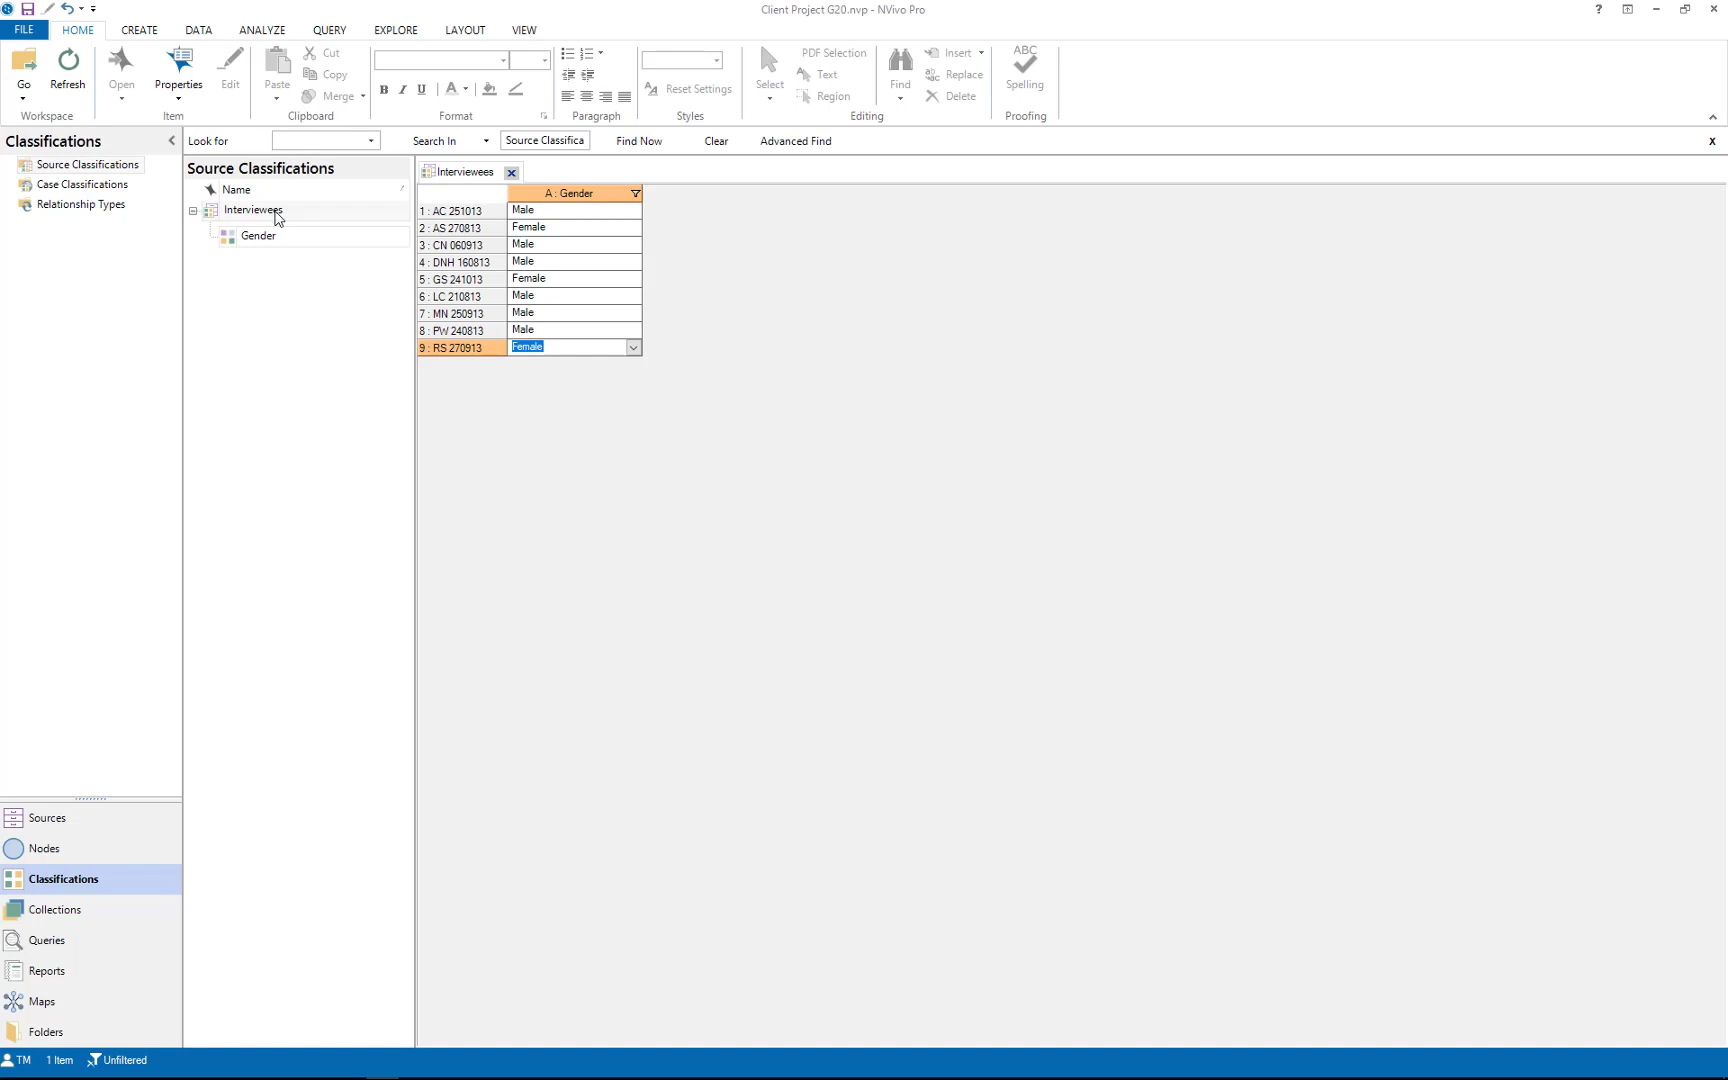 Client Project G20.nvp - NVivo Pro
FILE HOME CREATE DATA ANALYZE QUERY EXPLORE LAYOUT VIEW
Go Refresh Open Properties Edit Paste Cut Copy Merge
B I U A
Reset Settings
Select PDF Selection Text Region Find Insert Replace Delete
ABC Spelling
Workspace Item Clipboard Format Paragraph Styles Editing Proofing
Classifications
Source Classifications
Case Classifications
Relationship Types
Look for Search In Source Classifica Find Now Clear Advanced Find x
Source Classifications
Name
Interviewees
Gender
Interviewees
A : Gender
1 : AC 251013 Male
2 : AS 270813 Female
3 : CN 060913 Male
4 : DNH 160813 Male
5 : GS 241013 Female
6 : LC 210813 Male
7 : MN 250913 Male
8 : PW 240813 Male
9 : RS 270913 Female
Sources
Nodes
Classifications
Collections
Queries
Reports
Maps
Folders
TM 1 Item Unfiltered